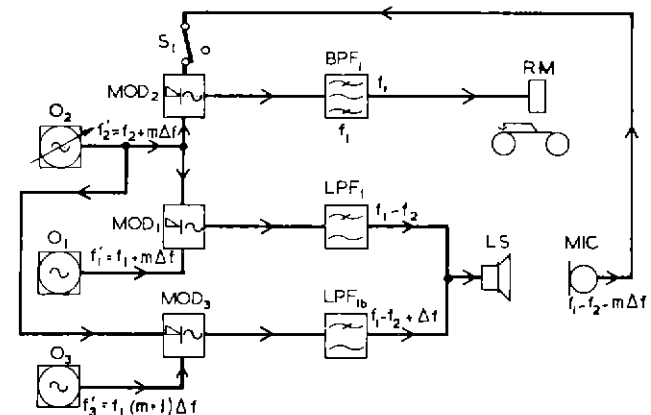 S₁
BPF₁
RM
MOD₂
f₁
f₁
O₂
f₂' = f₂ + mΔf
LPF₁
MOD₁
f₁ - f₂
LS
MIC
O₁
f₁' = f₁ + mΔf
f₁ - f₂ - mΔf
MOD₃
LPF₁b
f₁ - f₂ + Δf
O₃
f₃' = f₁ (m+1) Δf